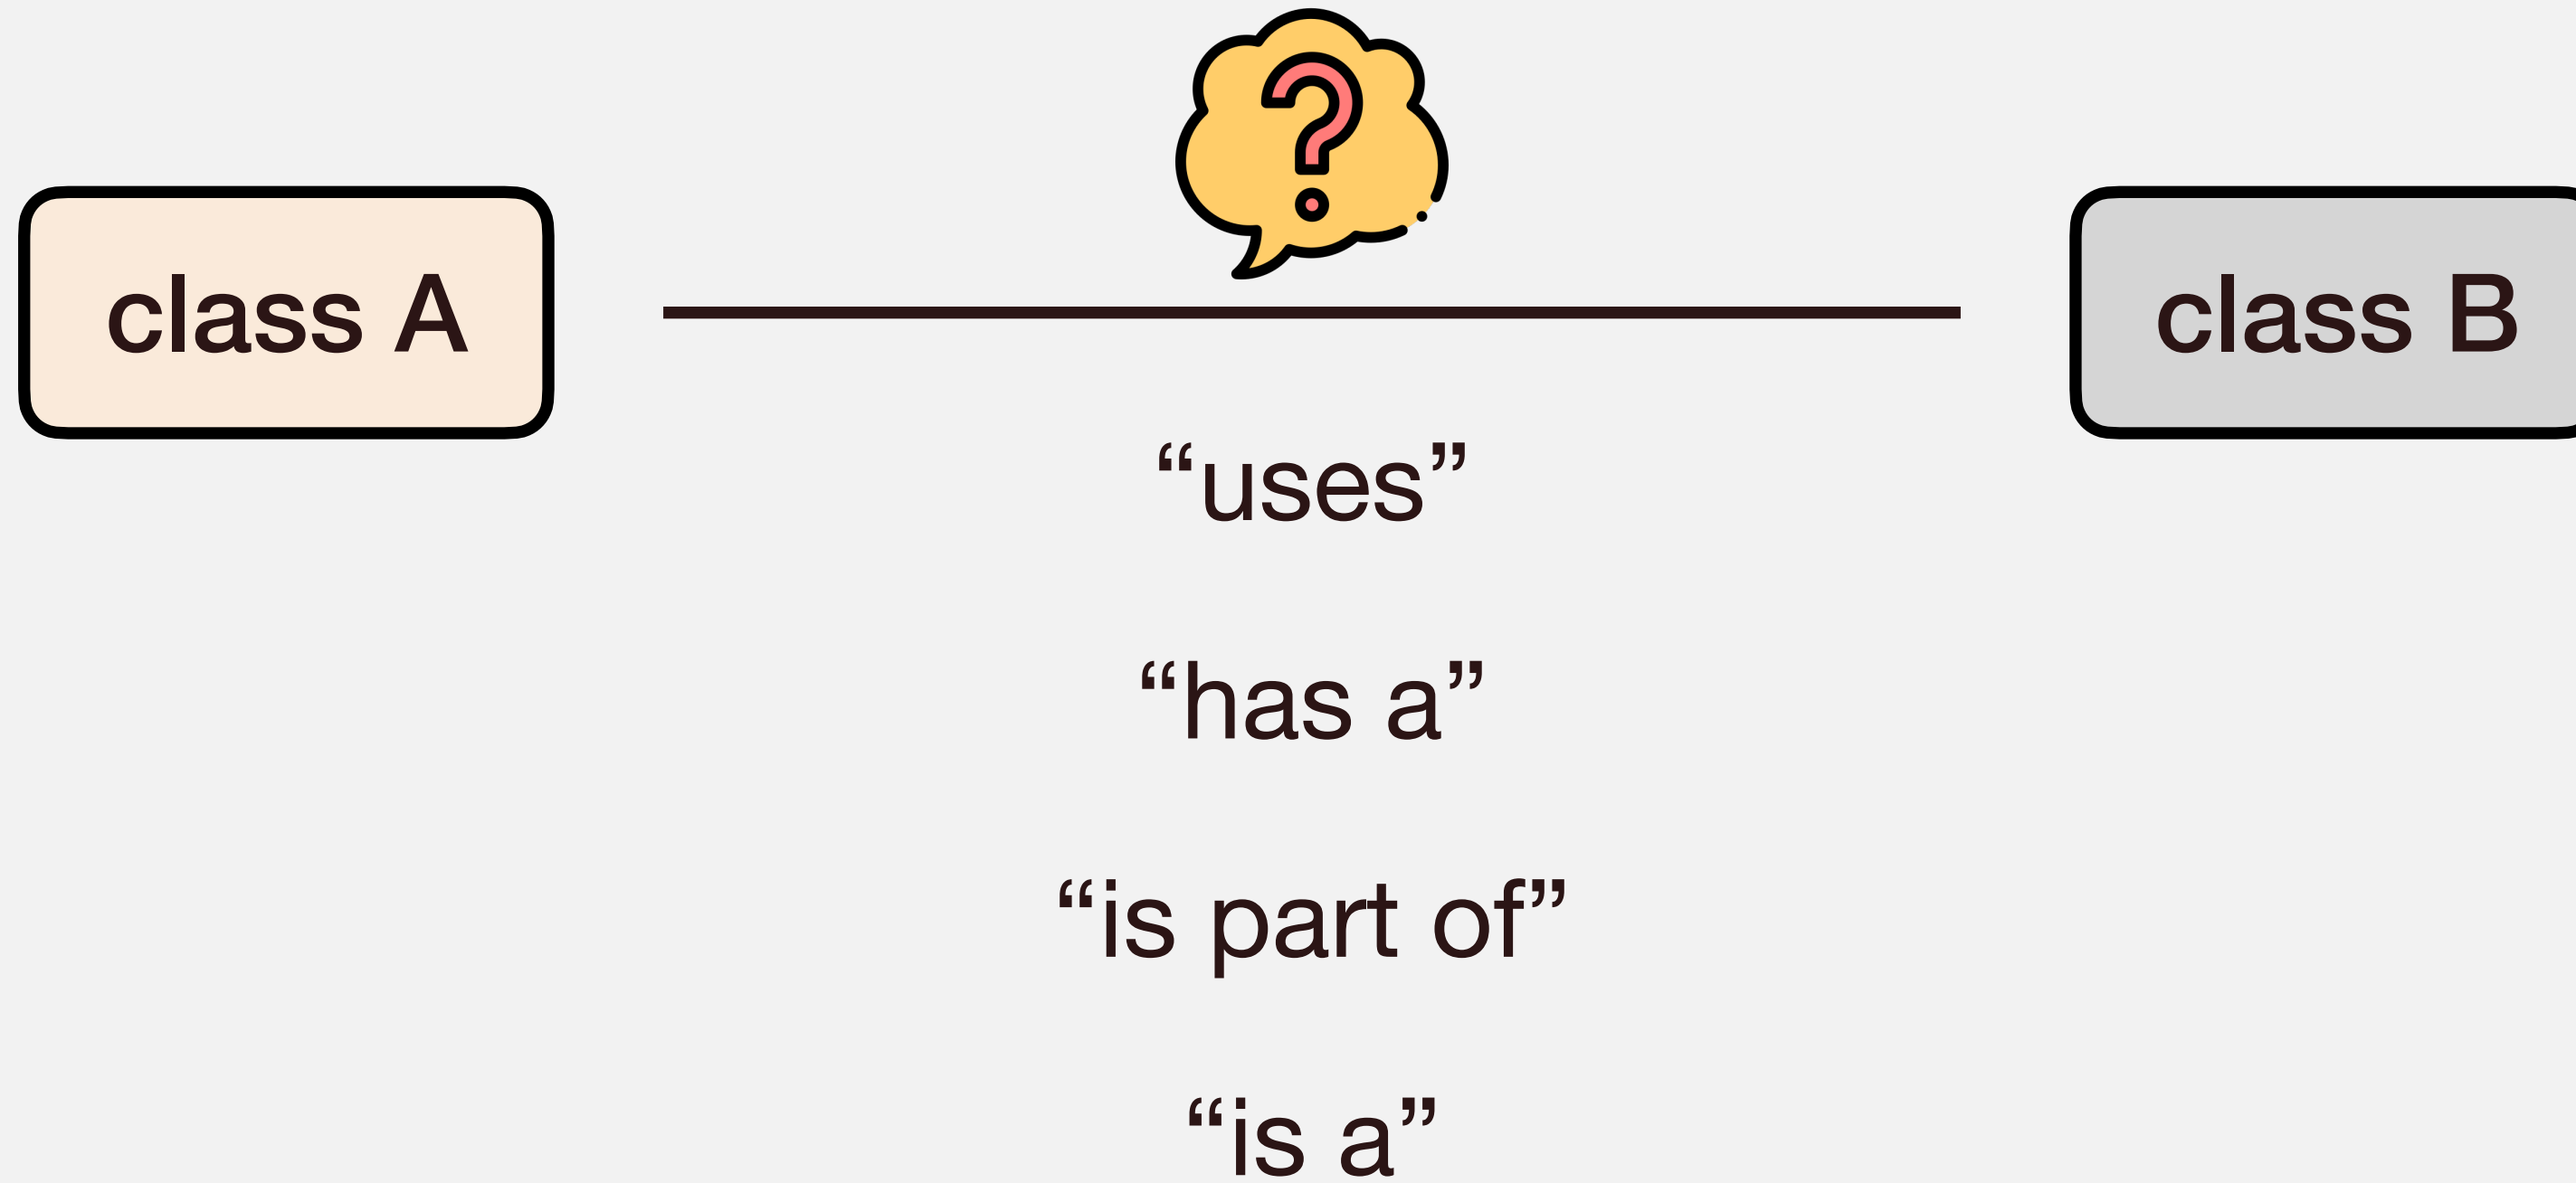 ?
class A
class B
“uses”
“has a”
“is part of”
“is a”